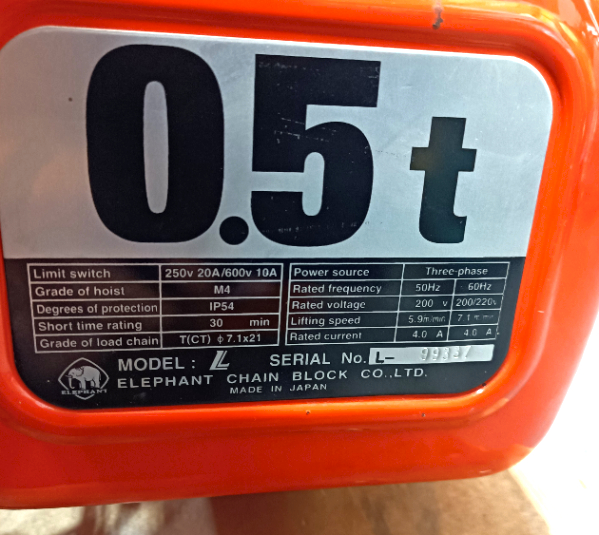 0.5 t
Limit switch 250v 20A/600v 10A
Grade of hoist M4
Degrees of protection IP54
Short time rating 30 min
Grade of load chain T(CT) ϕ7.1x21
Power source Three-phase
Rated frequency 50Hz 60Hz
Rated voltage 200 v 200/220v
Lifting speed 5.9m/min 7.1 m/min
Rated current 4.0 A 4.0 A
MODEL : L SERIAL No. L-
ELEPHANT CHAIN BLOCK CO.,LTD.
MADE IN JAPAN
ELEPHANT